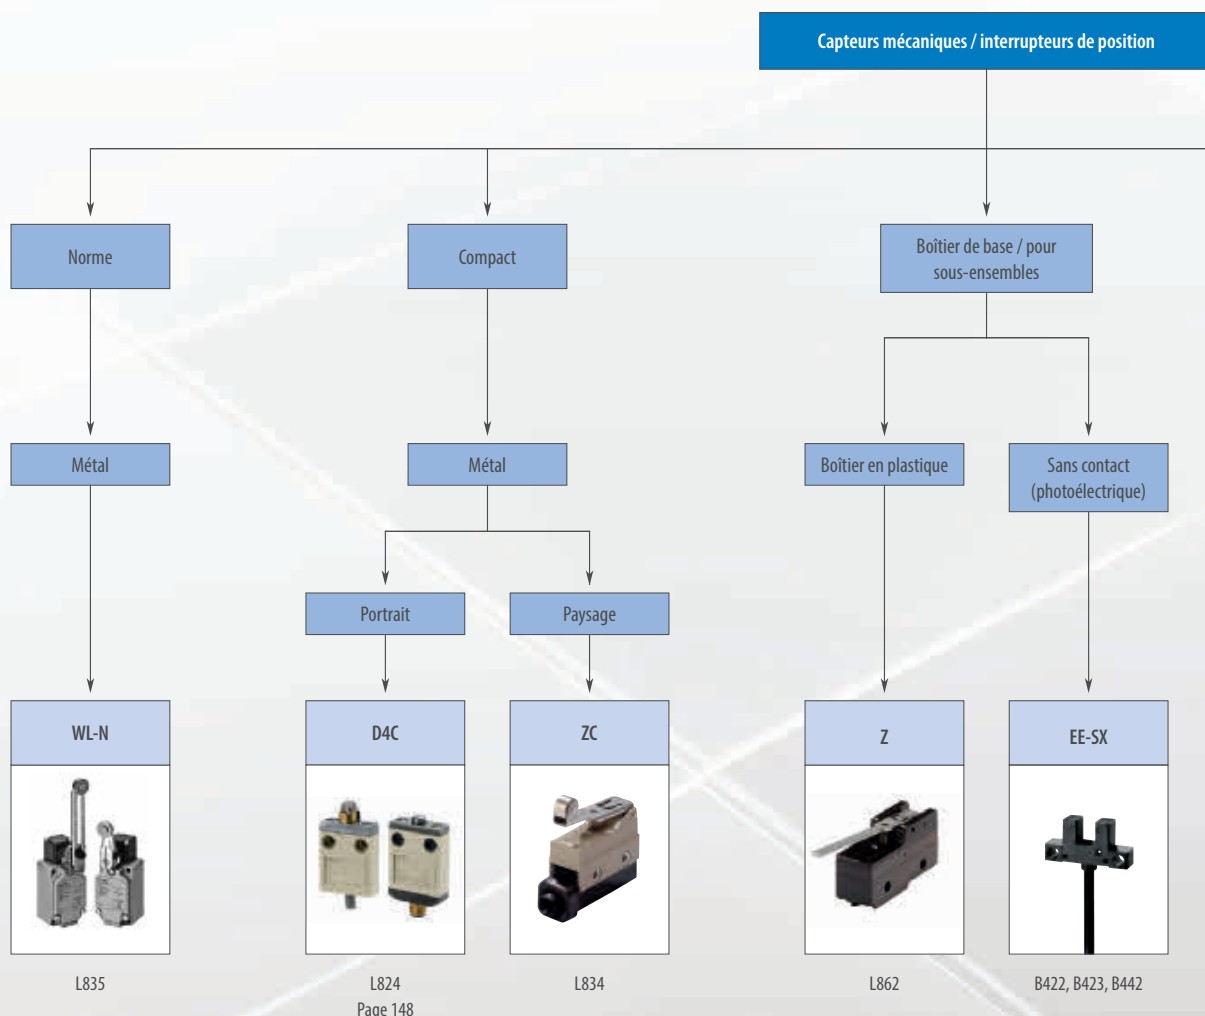 Capteurs mécaniques / interrupteurs de position
Norme
Compact
Boîtier de base / pour
sous-ensembles
Métal
Métal
Boîtier en plastique
Sans contact
(photoélectrique)
Portrait
Paysage
WL-N
D4C
ZC
Z
EE-SX
L835
L824
Page 148
L834
L862
B422, B423, B442